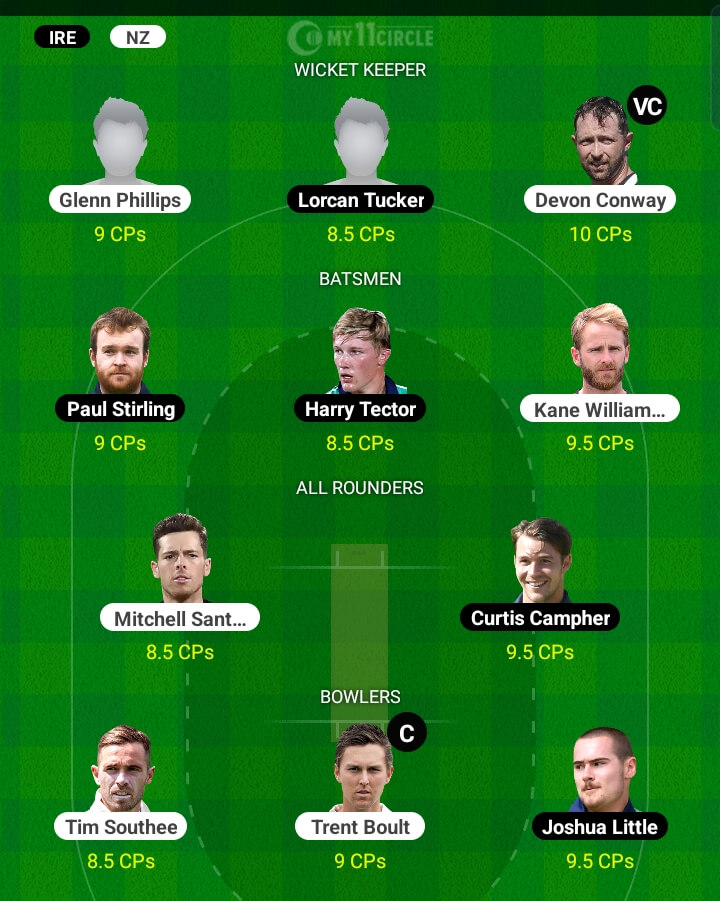 IRE NZ
MY11CIRCLE
WICKET KEEPER
VC
Glenn Phillips Lorcan Tucker Devon Conway
9 CPs 8.5 CPs 10 CPs
BATSMEN
Paul Stirling Harry Tector Kane William...
9 CPs 8.5 CPs 9.5 CPs
ALL ROUNDERS
Mitchell Sant... Curtis Campher
8.5 CPs 9.5 CPs
BOWLERS
C
Tim Southee Trent Boult Joshua Little
8.5 CPs 9 CPs 9.5 CPs